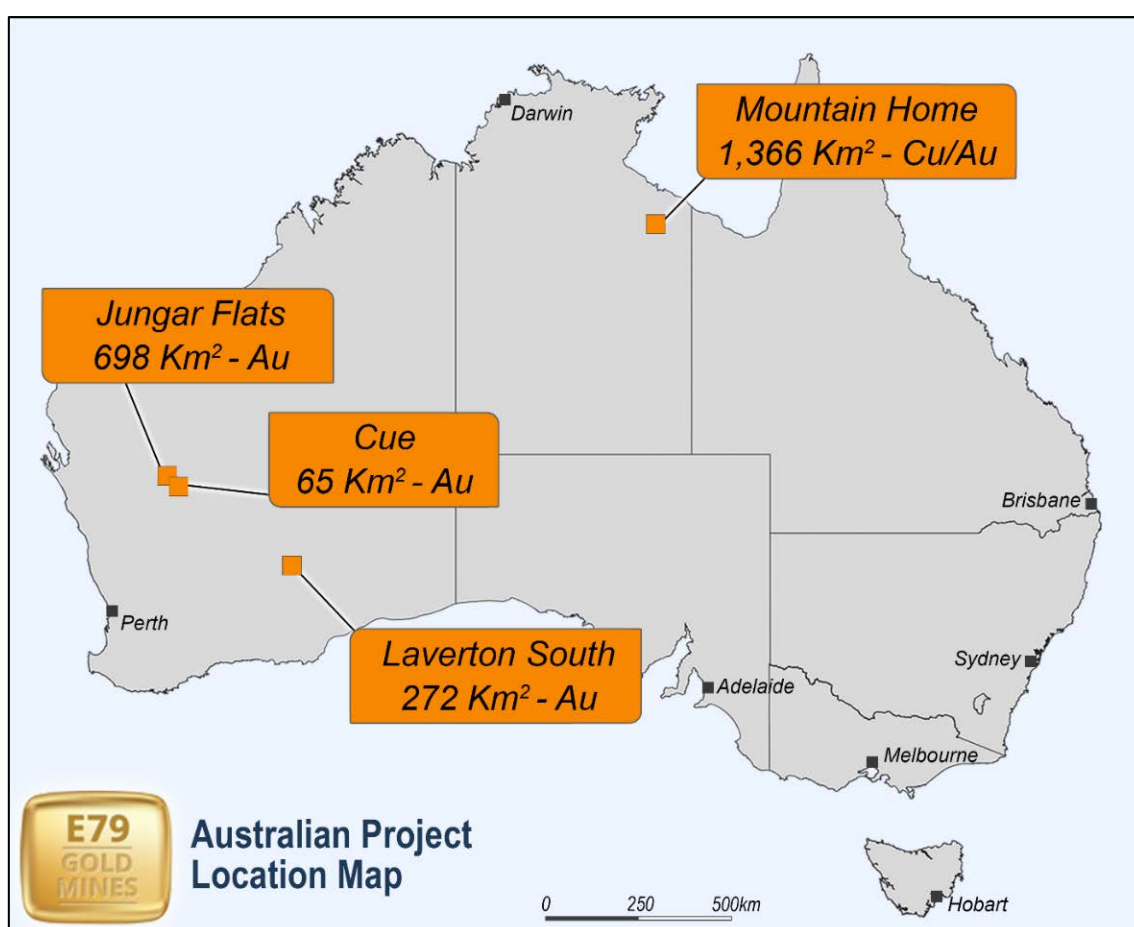 Darwin
Mountain Home
1,366 Km² - Cu/Au
Jungar Flats
698 Km² - Au
Cue
65 Km² - Au
Brisbane
Perth
Laverton South
272 Km² - Au
Sydney
Adelaide
Melbourne
E79
GOLD
MINES
Australian Project
Location Map
0 250 500km
Hobart